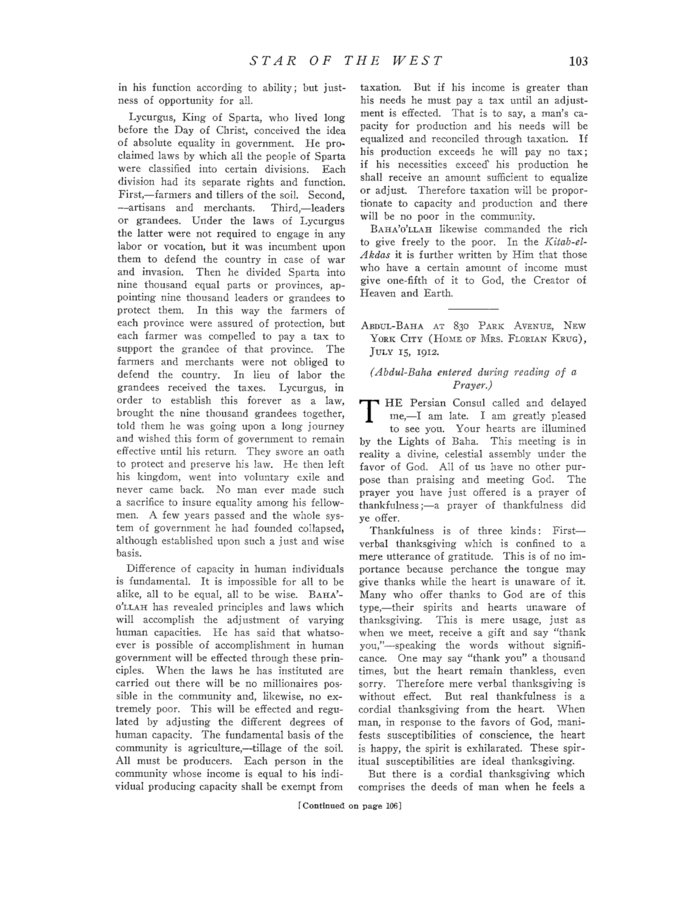 STAR OF THE WEST 103
in his function according to ability; but just-
ness of opportunity for all.
Lycurgus, King of Sparta, who lived long
before the Day of Christ, conceived the idea
of absolute equality in government. He pro-
claimed laws by which all the people of Sparta
were classified into certain divisions. Each
division had its separate rights and function.
First,—farmers and tillers of the soil. Second,
—artisans and merchants. Third,—leaders
or grandees. Under the laws of Lycurgus
the latter were not required to engage in any
labor or vocation, but it was incumbent upon
them to defend the country in case of war
and invasion. Then he divided Sparta into
nine thousand equal parts or provinces, ap-
pointing nine thousand leaders or grandees to
protect them. In this way the farmers of
each province were assured of protection, but
each farmer was compelled to pay a tax to
support the grandee of that province. The
farmers and merchants were not obliged to
defend the country. In lieu of labor the
grandees received the taxes. Lycurgus, in
order to establish this forever as a law,
brought the nine thousand grandees together,
told them he was going upon a long journey
and wished this form of government to remain
effective until his return. They swore an oath
to protect and preserve his law. He then left
his kingdom, went into voluntary exile and
never came back. No man ever made such
a sacrifice to insure equality among his fellow-
men. A few years passed and the whole sys-
tem of government he had founded collapsed,
although established upon such a just and wise
basis.
Difference of capacity in human individuals
is fundamental. It is impossible for all to be
alike, all to be equal, all to be wise. BAHA'-
O'LLAH has revealed principles and laws which
will accomplish the adjustment of varying
human capacities. He has said that whatso-
ever is possible of accomplishment in human
government will be effected through these prin-
ciples. When the laws he has instituted are
carried out there will be no millionaires pos-
sible in the community and, likewise, no ex-
tremely poor. This will be effected and regu-
lated by adjusting the different degrees of
human capacity. The fundamental basis of the
community is agriculture,—tillage of the soil.
All must be producers. Each person in the
community whose income is equal to his indi-
vidual producing capacity shall be exempt from
taxation. But if his income is greater than
his needs he must pay a tax until an adjust-
ment is effected. That is to say, a man's ca-
pacity for production and his needs will be
equalized and reconciled through taxation. If
his production exceeds he will pay no tax;
if his necessities exceed his production he
shall receive an amount sufficient to equalize
or adjust. Therefore taxation will be propor-
tionate to capacity and production and there
will be no poor in the community.
BAHA'O'LLAH likewise commanded the rich
to give freely to the poor. In the Kitab-el-
Akdas it is further written by Him that those
who have a certain amount of income must
give one-fifth of it to God, the Creator of
Heaven and Earth.
ABDUL-BAHA AT 830 PARK AVENUE, NEW
YORK CITY (HOME OF MRS. FLORIAN KRUG),
JULY 15, 1912.
(Abdul-Baha entered during reading of a
Prayer.)
THE Persian Consul called and delayed
me,—I am late. I am greatly pleased
to see you. Your hearts are illumined
by the Lights of Baha. This meeting is in
reality a divine, celestial assembly under the
favor of God. All of us have no other pur-
pose than praising and meeting God. The
prayer you have just offered is a prayer of
thankfulness;—a prayer of thankfulness did
ye offer.
Thankfulness is of three kinds: First—
verbal thanksgiving which is confined to a
mere utterance of gratitude. This is of no im-
portance because perchance the tongue may
give thanks while the heart is unaware of it.
Many who offer thanks to God are of this
type,—their spirits and hearts unaware of
thanksgiving. This is mere usage, just as
when we meet, receive a gift and say "thank
you,"—speaking the words without signifi-
cance. One may say "thank you" a thousand
times, but the heart remain thankless, even
sorry. Therefore mere verbal thanksgiving is
without effect. But real thankfulness is a
cordial thanksgiving from the heart. When
man, in response to the favors of God, mani-
fests susceptibilities of conscience, the heart
is happy, the spirit is exhilarated. These spir-
itual susceptibilities are ideal thanksgiving.
But there is a cordial thanksgiving which
comprises the deeds of man when he feels a
[Continued on page 106]